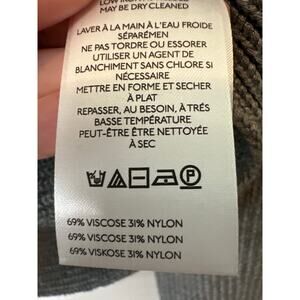 MAY BE DRY CLEANED
LAVER À LA MAIN À L'EAU FROIDE
SÉPARÉMEN
NE PAS TORDRE OU ESSORER
UTILISER UN AGENT DE
BLANCHIMENT SANS CHLORE SI
NÉCESSAIRE
METTRE EN FORME ET SECHER
À PLAT
REPASSER, AU BESOIN, À TRÉS
BASSE TEMPÉRATURE
PEUT-ÊTRE ÊTRE NETTOYÉE
À SEC
P
69% VISCOSE 31% NYLON
69% VISCOSE 31% NYLON
69% VISKOSE 31% NYLON